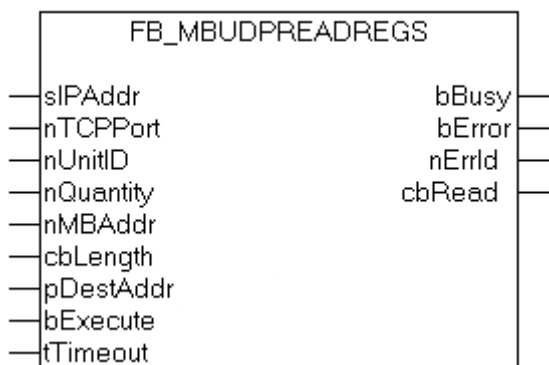 FB_MBUDPREADREGS
sIPAddr bBusy
nTCPPort bError
nUnitID nErrId
nQuantity cbRead
nMBAddr
cbLength
pDestAddr
bExecute
tTimeout